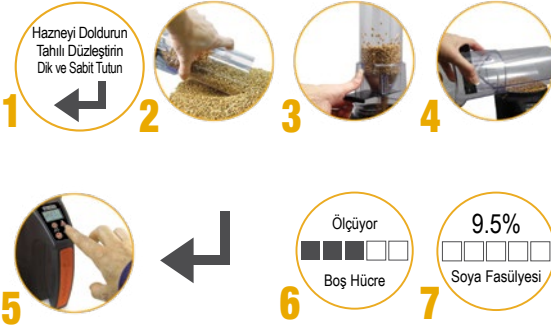 Hazneyi Doldurun
Tahılı Düzleştirin
Dik ve Sabit Tutun
1
2
3
4
5
Ölçüyor
Boş Hücre
6
9.5%
Soya Fasülyesi
7